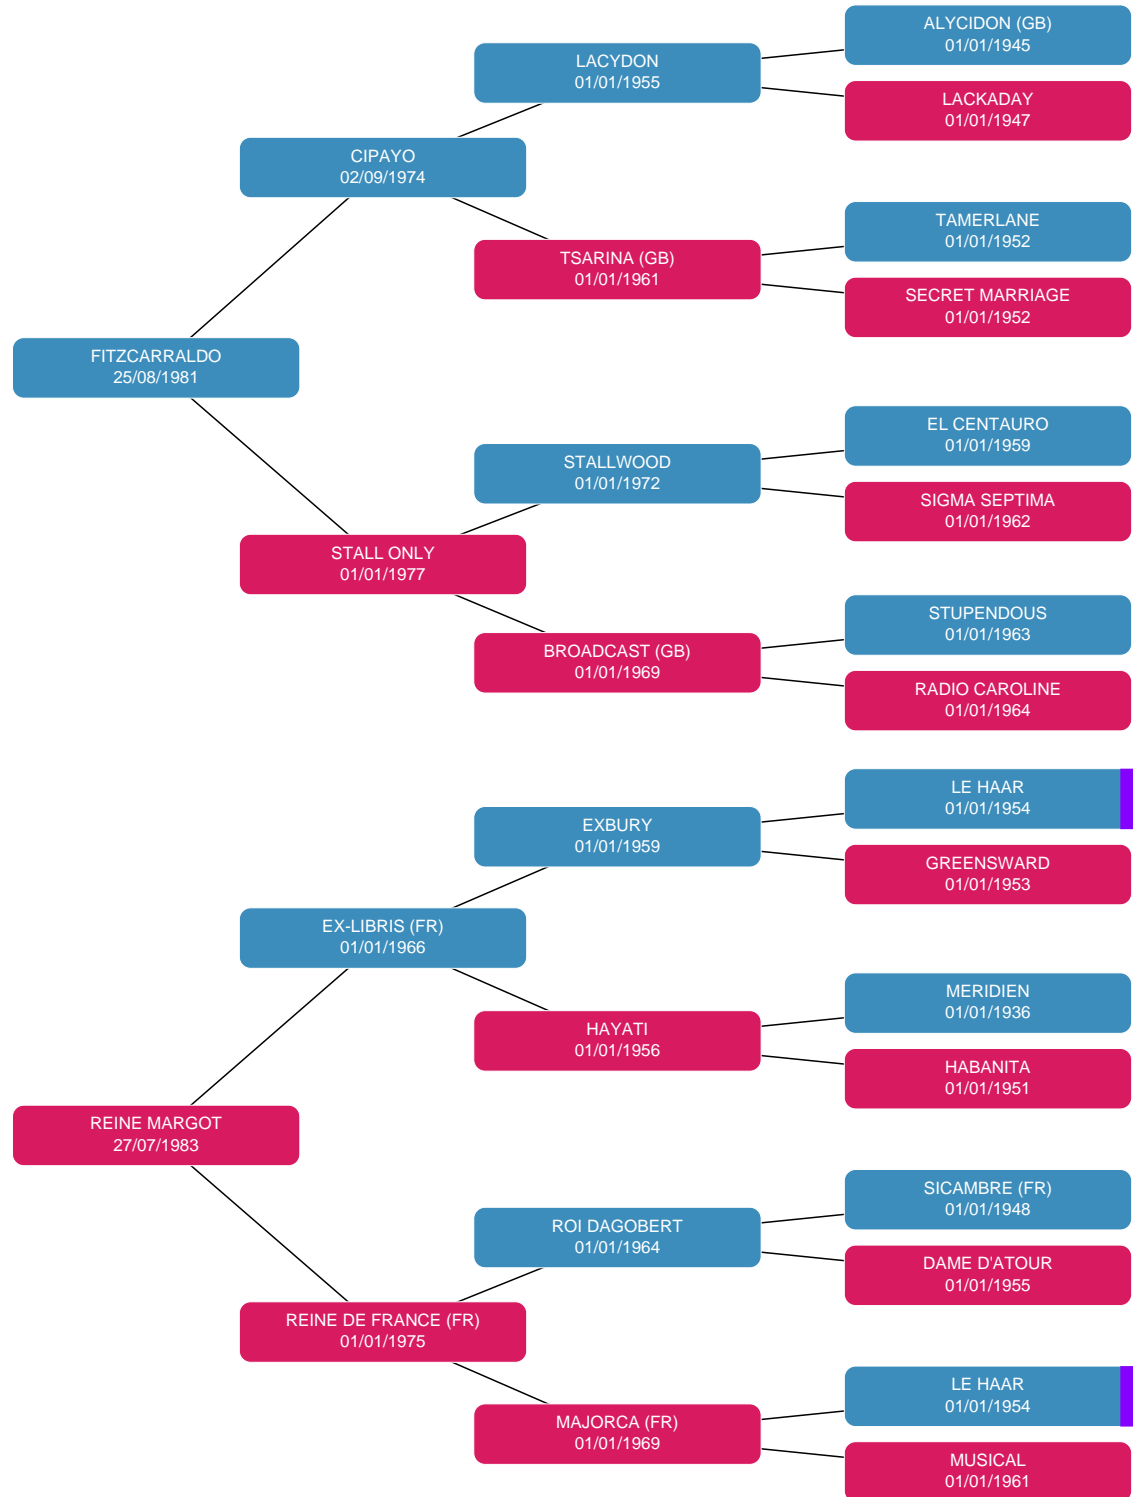 ALYCIDON (GB)
01/01/1945
LACYDON
01/01/1955
LACKADAY
01/01/1947
CIPAYO
02/09/1974
TAMERLANE
01/01/1952
TSARINA (GB)
01/01/1961
SECRET MARRIAGE
01/01/1952
FITZCARRALDO
25/08/1981
EL CENTAURO
01/01/1959
STALLWOOD
01/01/1972
SIGMA SEPTIMA
01/01/1962
STALL ONLY
01/01/1977
STUPENDOUS
01/01/1963
BROADCAST (GB)
01/01/1969
RADIO CAROLINE
01/01/1964
LE HAAR
01/01/1954
EXBURY
01/01/1959
GREENSWARD
01/01/1953
EX-LIBRIS (FR)
01/01/1966
MERIDIEN
01/01/1936
HAYATI
01/01/1956
HABANITA
01/01/1951
REINE MARGOT
27/07/1983
SICAMBRE (FR)
01/01/1948
ROI DAGOBERT
01/01/1964
DAME D'ATOUR
01/01/1955
REINE DE FRANCE (FR)
01/01/1975
LE HAAR
01/01/1954
MAJORCA (FR)
01/01/1969
MUSICAL
01/01/1961